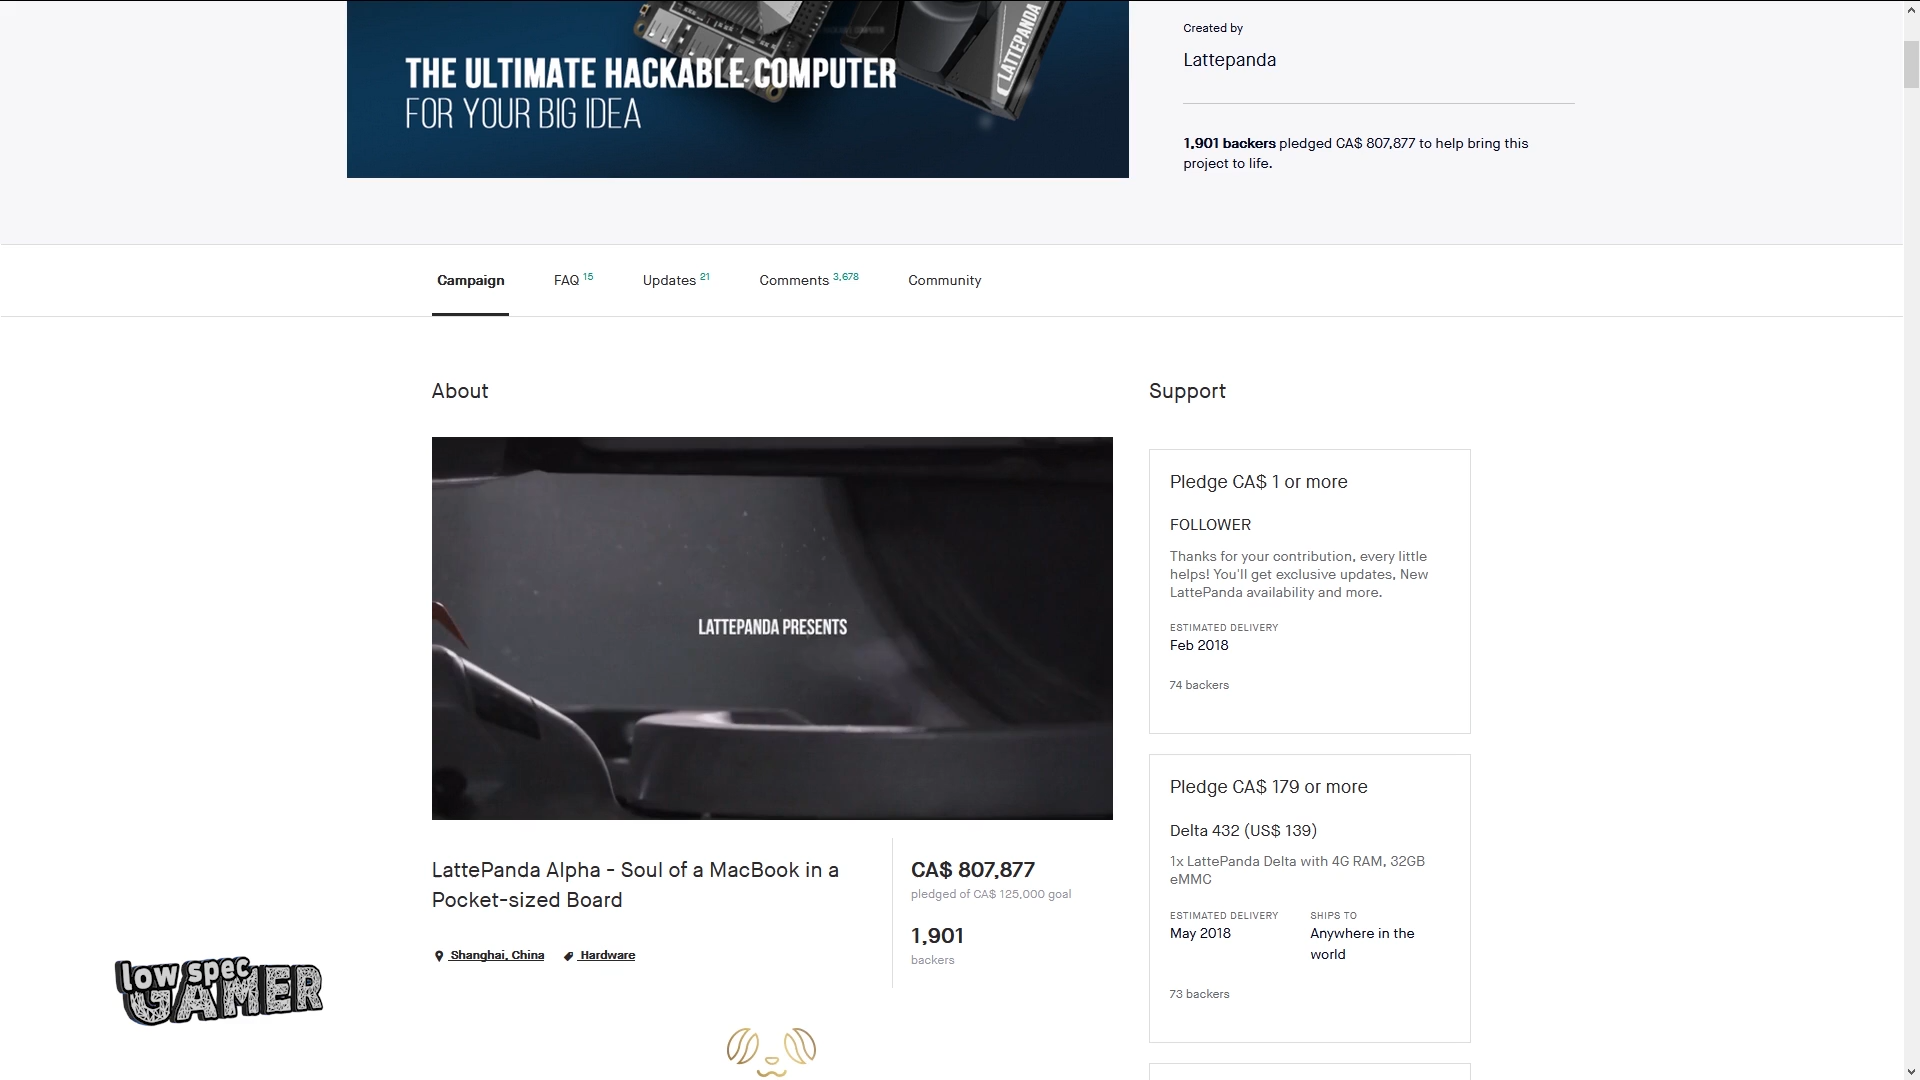 THE ULTIMATE HACKABLE COMPUTER
FOR YOUR BIG IDEA
LATTEPANDA
Created by
Lattepanda
1,901 backers pledged CA$ 807,877 to help bring this
project to life.
Campaign
FAQ 15
Updates 21
Comments 3,678
Community
About
LATTEPANDA PRESENTS
LattePanda Alpha - Soul of a MacBook in a
Pocket-sized Board
Shanghai, China
Hardware
CA$ 807,877
pledged of CA$ 125,000 goal
1,901
backers
Support
Pledge CA$ 1 or more
FOLLOWER
Thanks for your contribution, every little
helps! You'll get exclusive updates, New
LattePanda availability and more.
ESTIMATED DELIVERY
Feb 2018
74 backers
Pledge CA$ 179 or more
Delta 432 (US$ 139)
1x LattePanda Delta with 4G RAM, 32GB
eMMC
ESTIMATED DELIVERY
May 2018
SHIPS TO
Anywhere in the
world
73 backers
low spec
GAMER